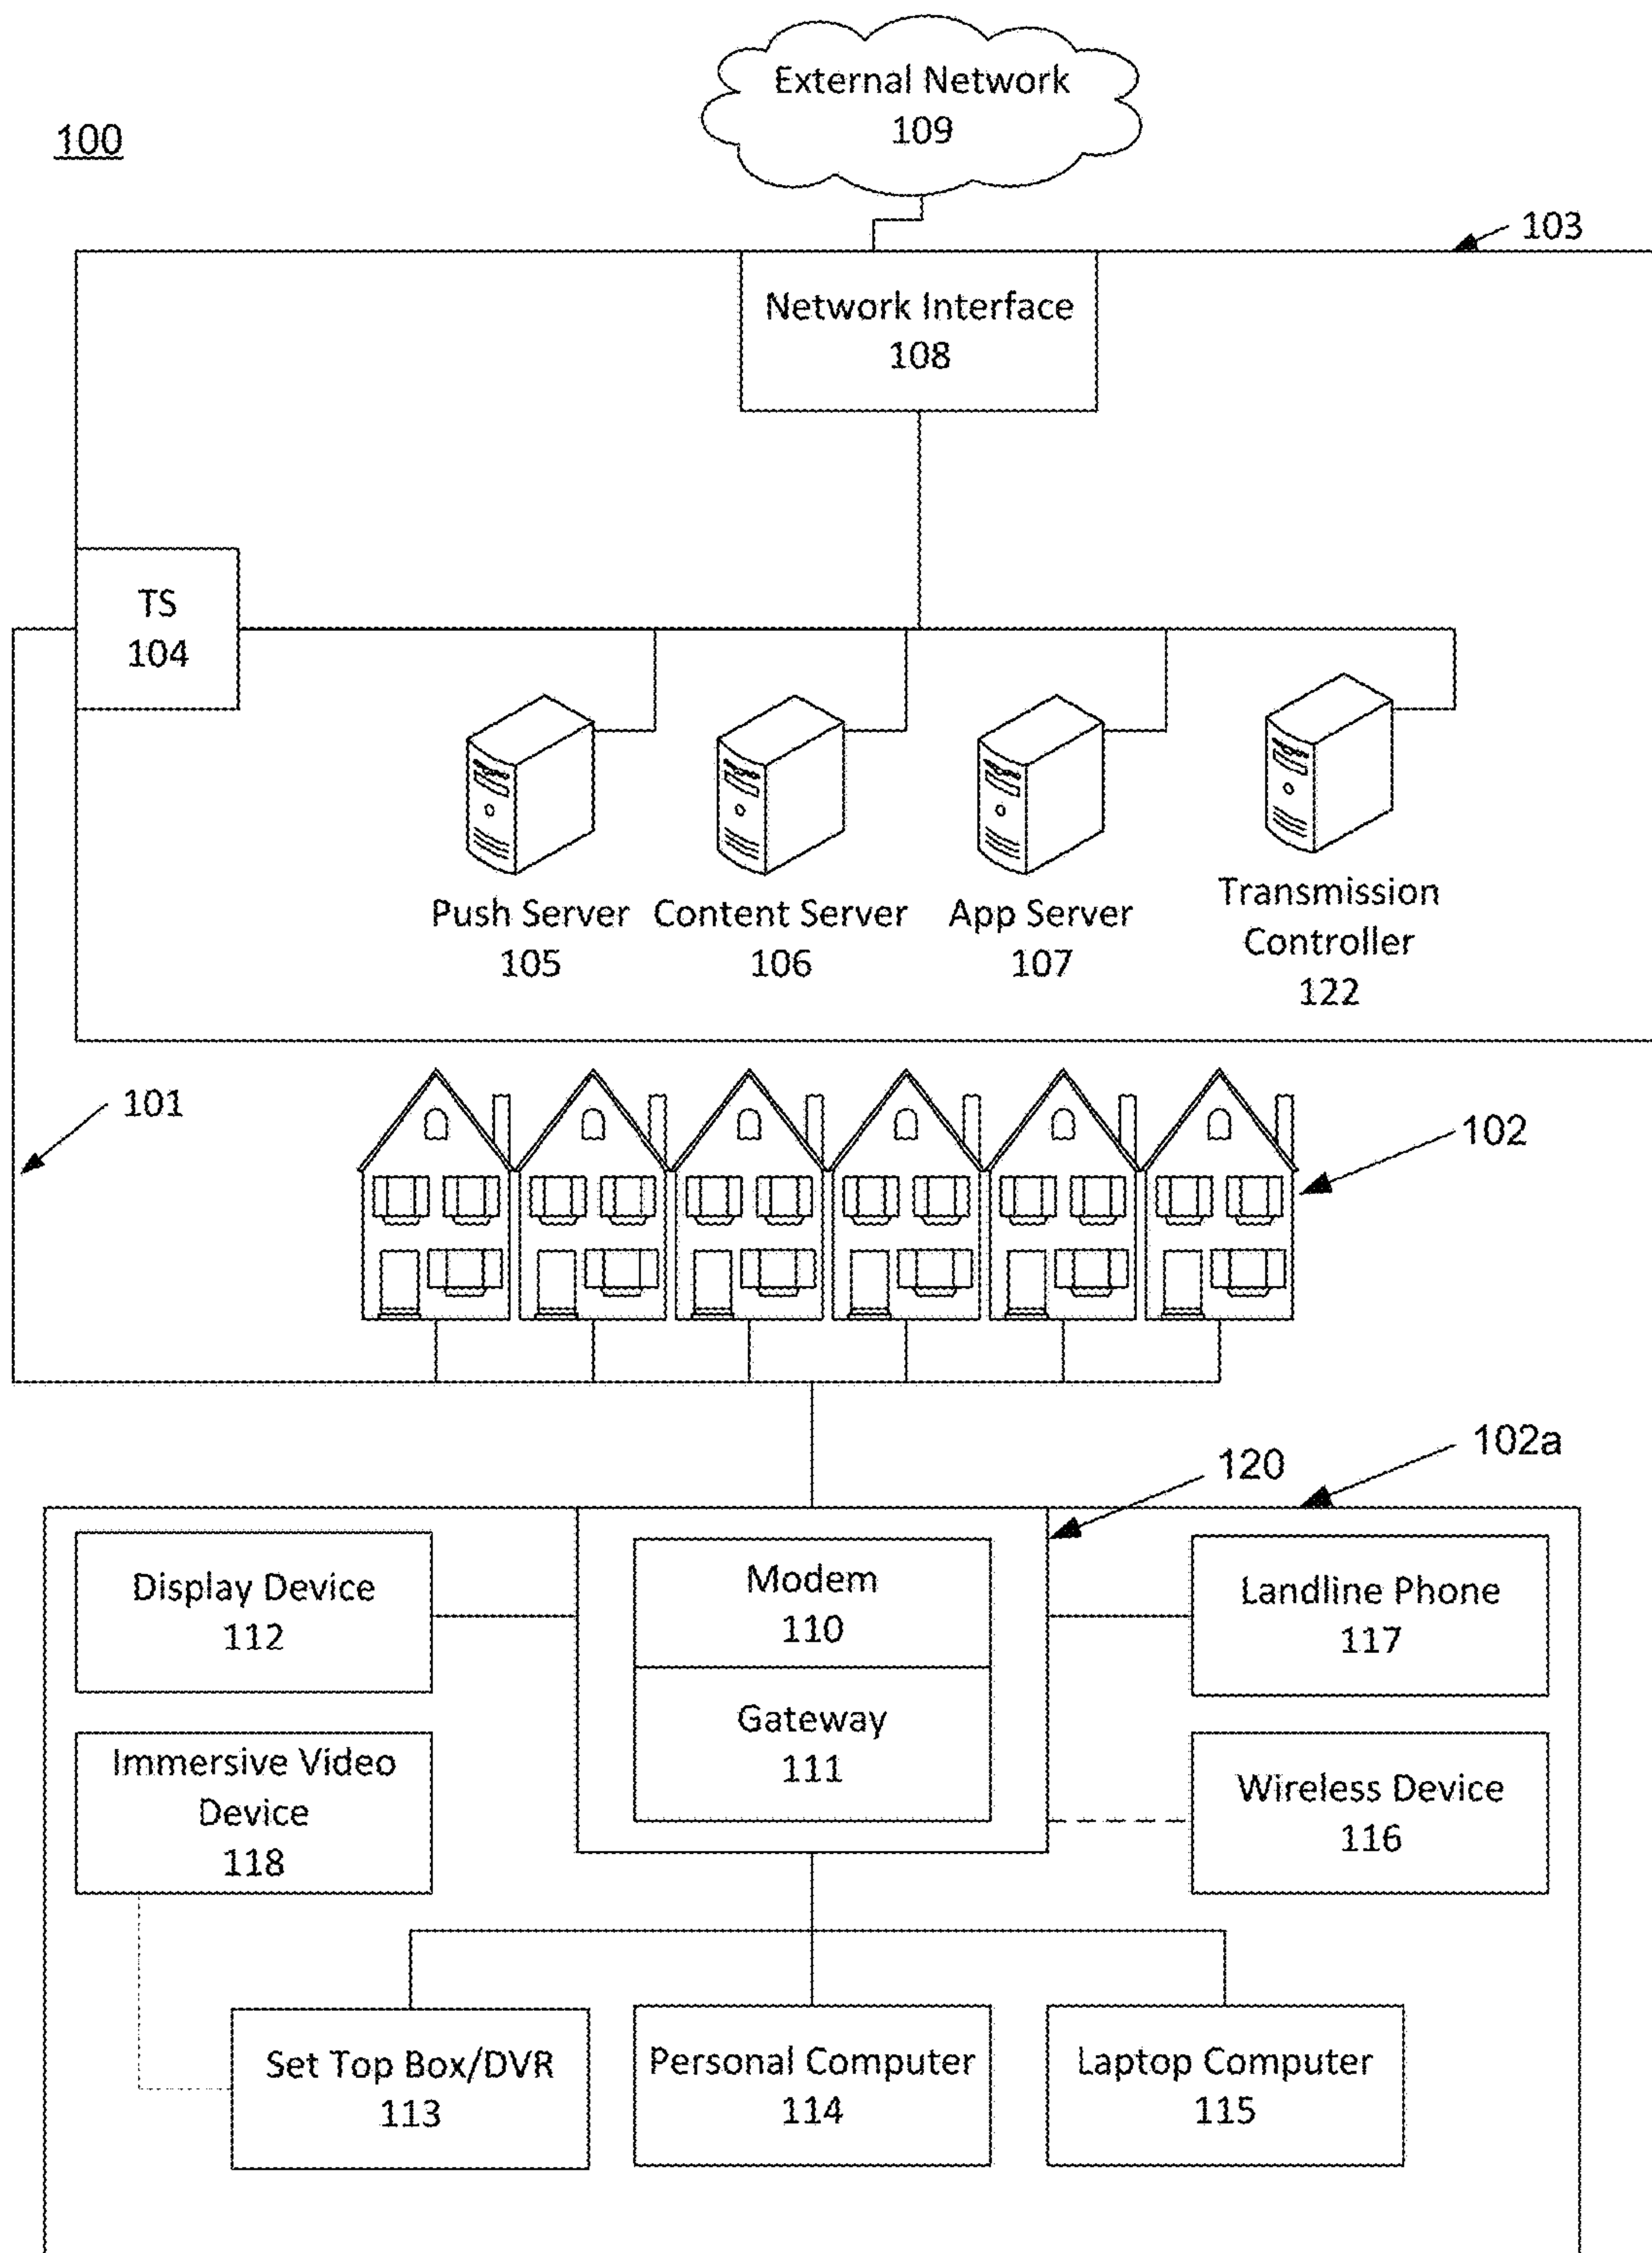 External Network
109
100
103
Network Interface
108
TS
104
Push Server
105
Content Server
106
App Server
107
Transmission
Controller
122
101
102
102a
120
Display Device
112
Modem
110
Landline Phone
117
Gateway
111
Immersive Video
Device
118
Wireless Device
116
Set Top Box/DVR
113
Personal Computer
114
Laptop Computer
115